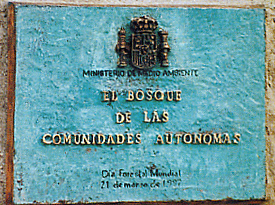 MINISTERIO DE MEDIO AMBIENTE
EL BOSQUE
DE LAS
COMUNIDADES AUTONOMAS
Día Forestal Mundial
21 de marzo de 1997